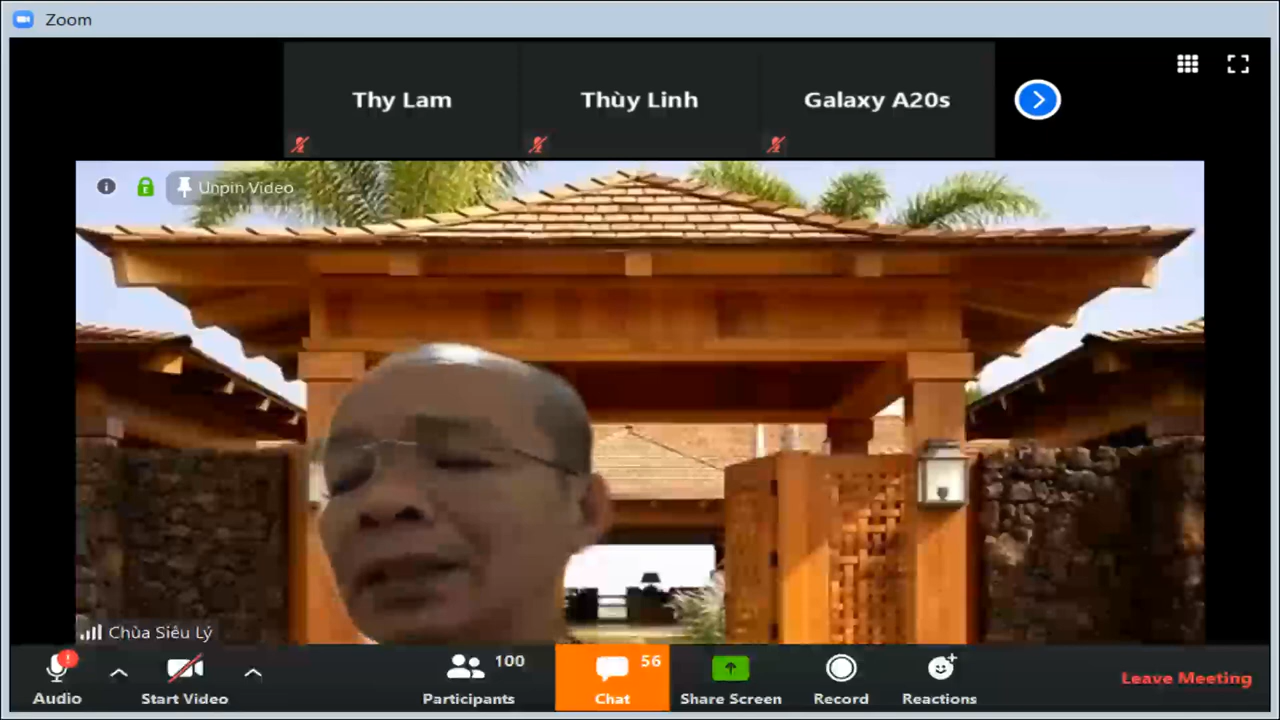 Zoom
Thy Lam
Thùy Linh
Galaxy A20s
Unpin Video
Chùa Siêu Lý
100
56
Audio
Start Video
Participants
Chat
Share Screen
Record
Reactions
Leave Meeting